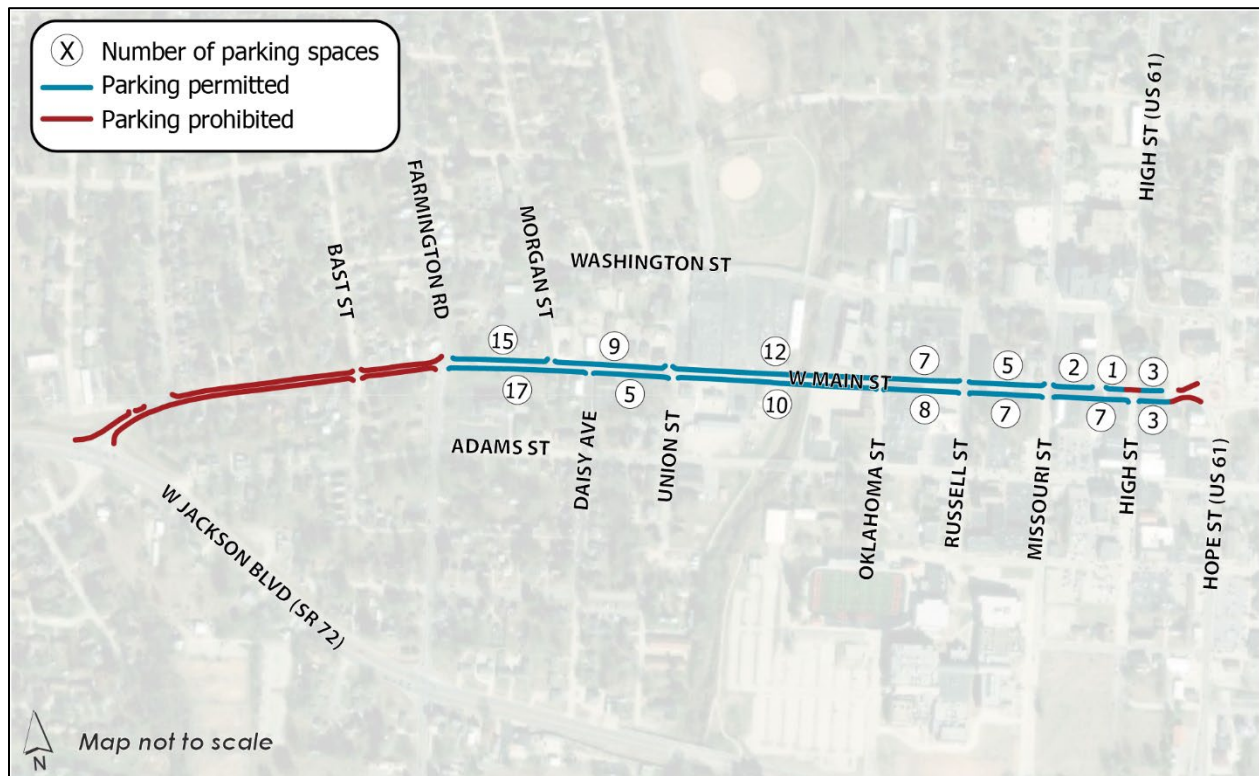 X Number of parking spaces
Parking permitted
Parking prohibited
HIGH ST (US 61)
FARMINGTON RD
BAST ST
MORGAN ST
WASHINGTON ST
15
9
12
7
5
2
1
3
W MAIN ST
17
5
10
8
7
7
3
ADAMS ST
DAISY AVE
UNION ST
OKLAHOMA ST
RUSSELL ST
MISSOURI ST
HIGH ST
HOPE ST (US 61)
W JACKSON BLVD (SR 72)
N
Map not to scale